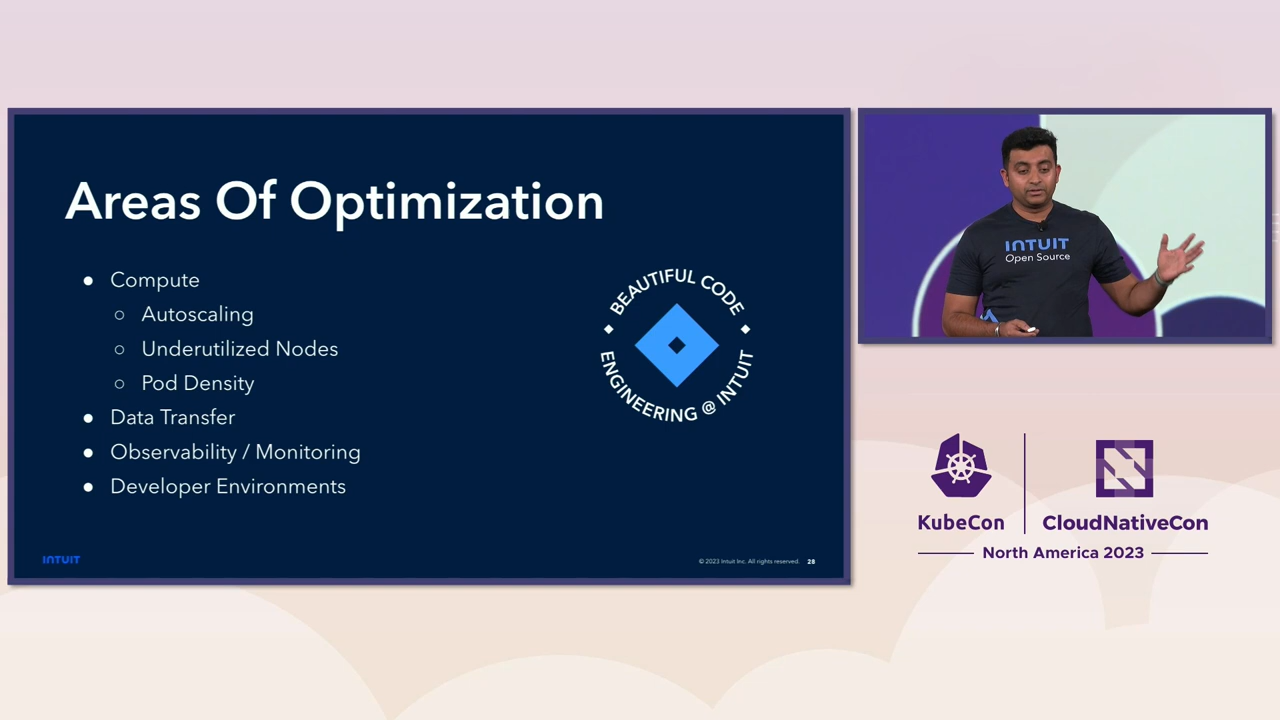 Areas Of Optimization
● Compute
○ Autoscaling
○ Underutilized Nodes
○ Pod Density
● Data Transfer
● Observability / Monitoring
● Developer Environments
BEAUTIFUL CODE
ENGINEERING @ INTUIT
INTUIT
© 2023 Intuit Inc. All rights reserved. 28
INTUIT
Open Source
KubeCon
CloudNativeCon
North America 2023